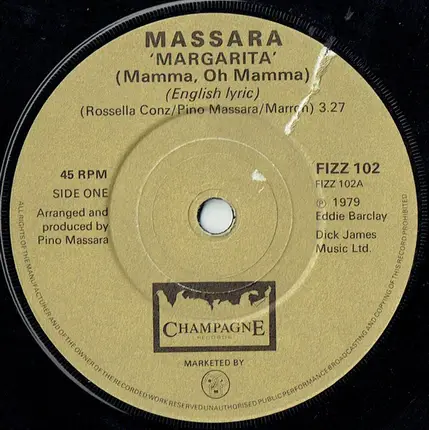 MASSARA
'MARGARITA'
(Mamma, Oh Mamma)
(English lyric)
(Rossella Conz/Pino Massara/Marron) 3.27
45 RPM
SIDE ONE
Arranged and
produced by
Pino Massara
FIZZ 102
FIZZ 102A
℗ 1979
Eddie Barclay
Dick James
Music Ltd.
CHAMPAGNE
RECORDS
MARKETED BY
ALL RIGHTS OF THE MANUFACTURER AND OF THE OWNER OF THE RECORDED WORK RESERVED UNAUTHORISED PUBLIC PERFORMANCE BROADCASTING AND COPYING OF THIS RECORD PROHIBITED